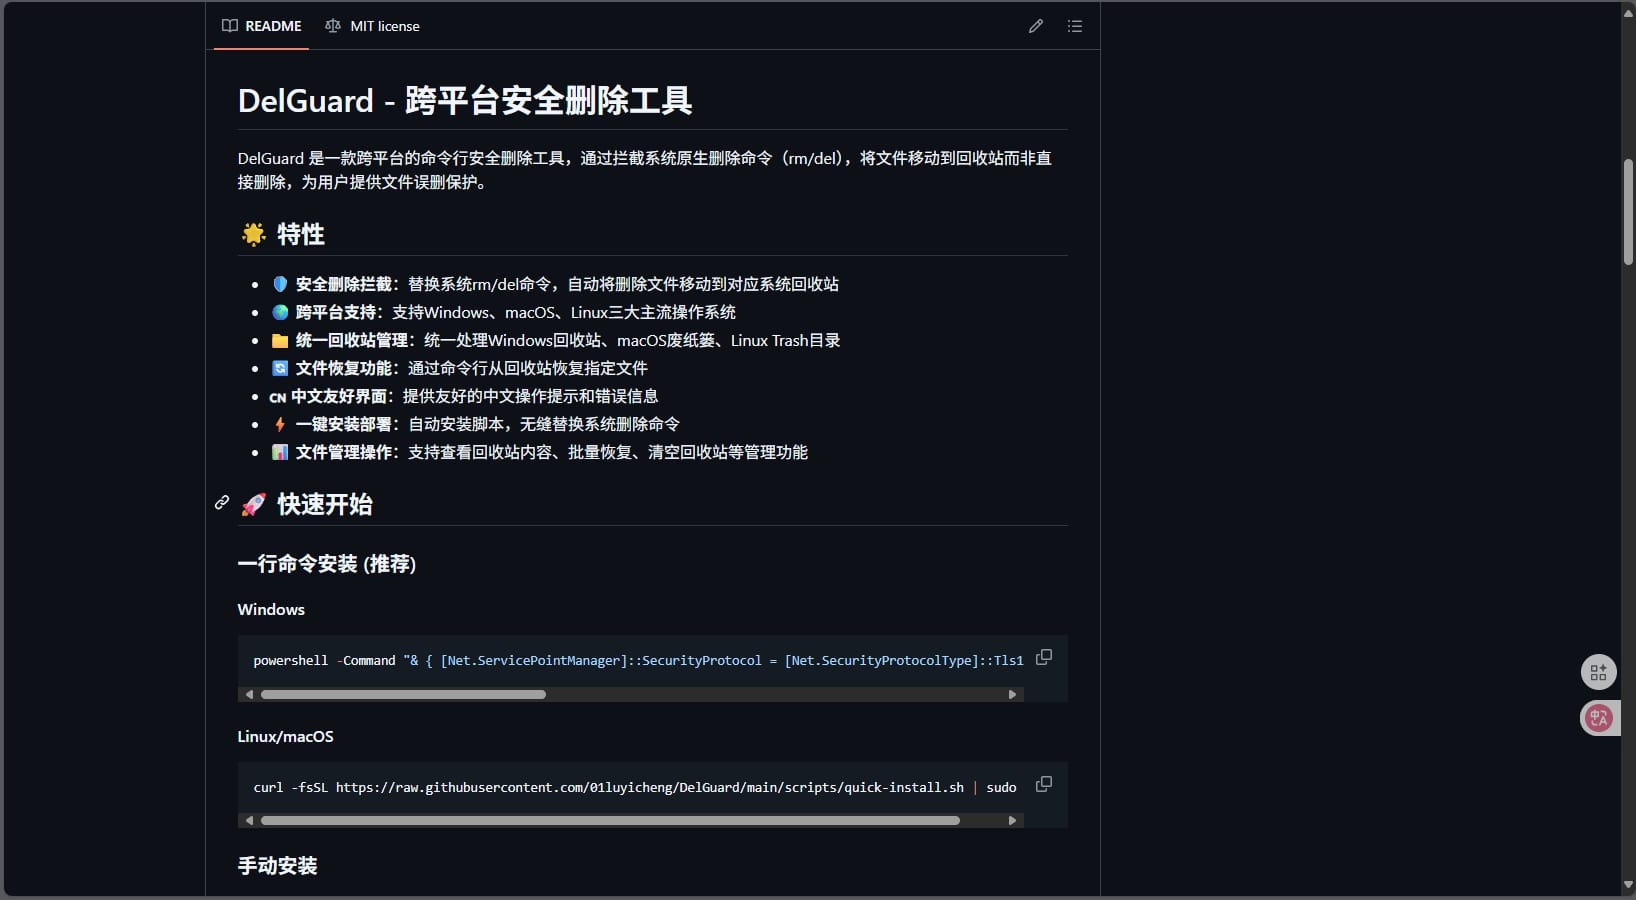 README
MIT license
DelGuard - 跨平台安全删除工具
DelGuard 是一款跨平台的命令行安全删除工具，通过拦截系统原生删除命令（rm/del），将文件移动到回收站而非直
接删除，为用户提供文件误删保护。
🌟 特性
• 🛡️ 安全删除拦截：替换系统rm/del命令，自动将删除文件移动到对应系统回收站
• 🌍 跨平台支持：支持Windows、macOS、Linux三大主流操作系统
• 📁 统一回收站管理：统一处理Windows回收站、macOS废纸篓、Linux Trash目录
• 🔄 文件恢复功能：通过命令行从回收站恢复指定文件
• CN 中文友好界面：提供友好的中文操作提示和错误信息
• ⚡ 一键安装部署：自动安装脚本，无缝替换系统删除命令
• 📊 文件管理操作：支持查看回收站内容、批量恢复、清空回收站等管理功能
🚀 快速开始
一行命令安装 (推荐)
Windows
powershell -Command "& { [Net.ServicePointManager]::SecurityProtocol = [Net.SecurityProtocolType]::Tls1
Linux/macOS
curl -fsSL https://raw.githubusercontent.com/01luyicheng/DelGuard/main/scripts/quick-install.sh | sudo
手动安装